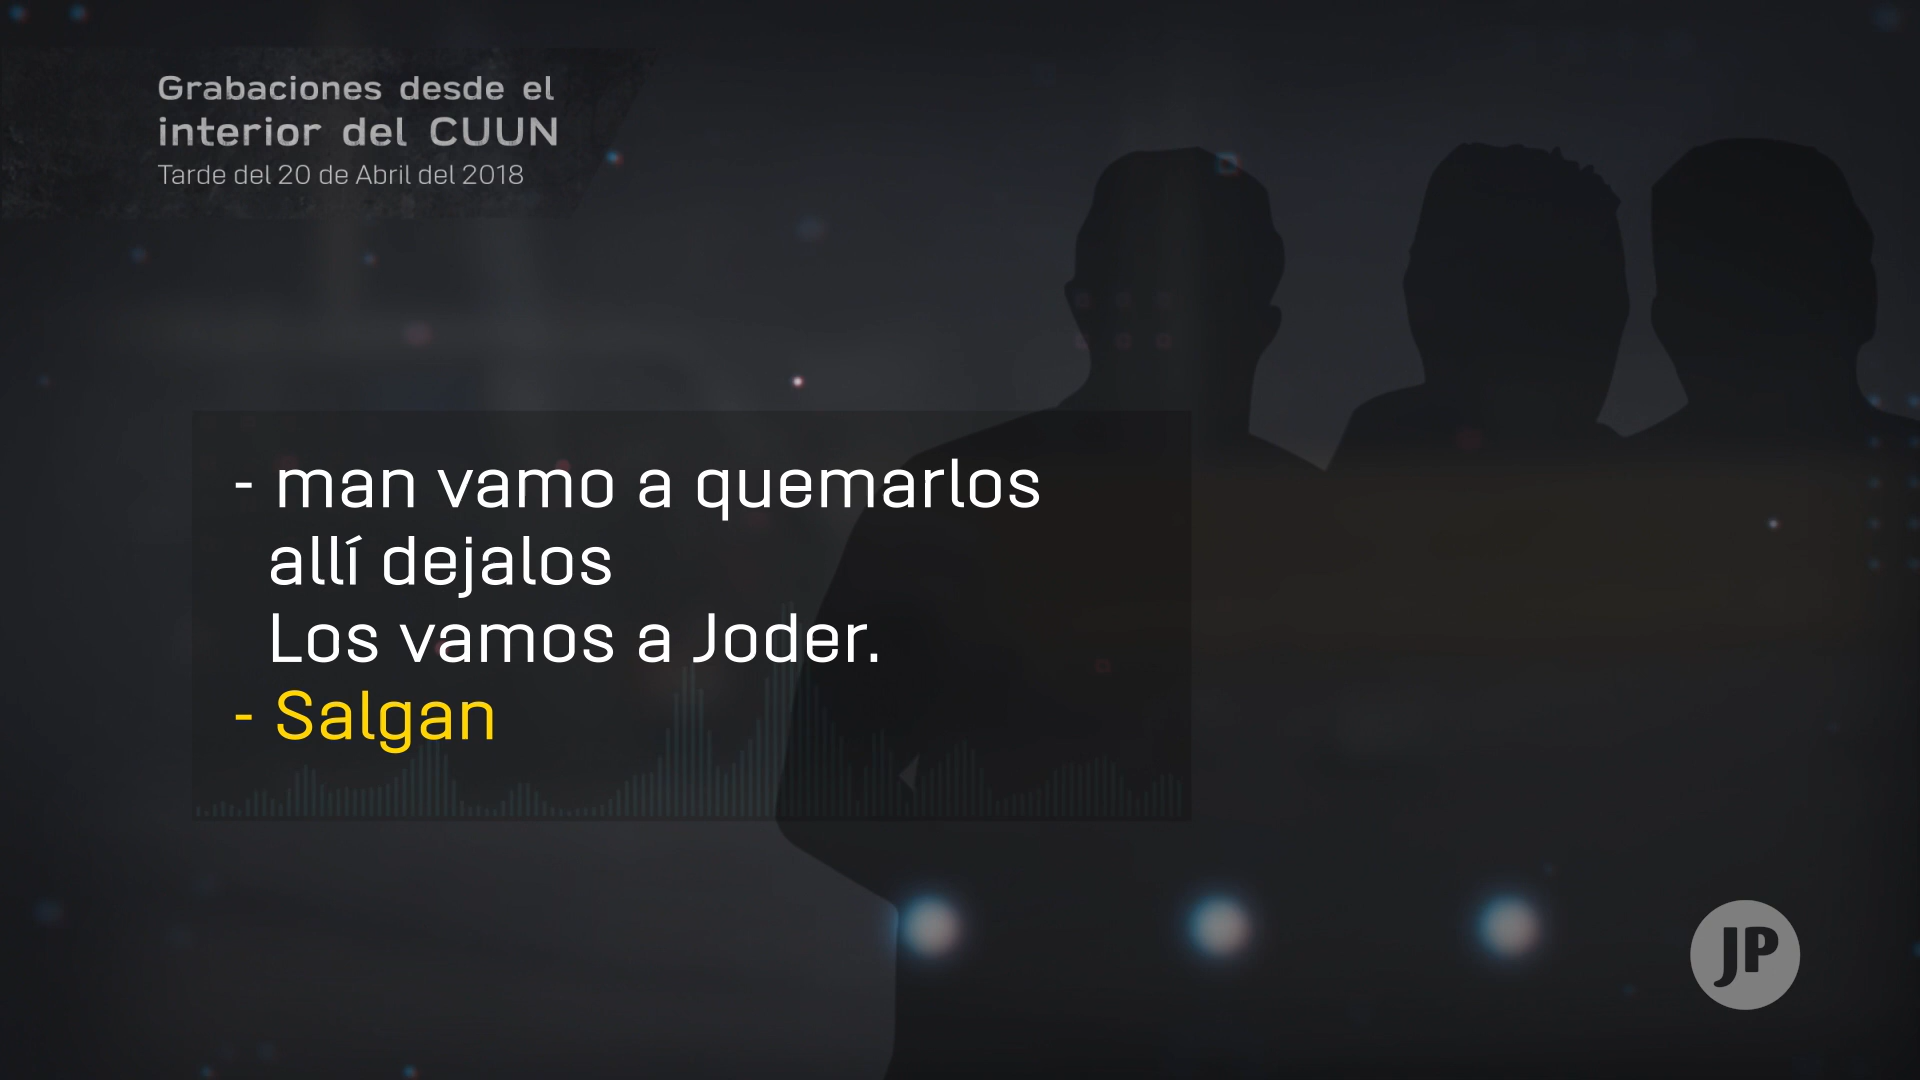 Grabaciones desde el
interior del CUUN
Tarde del 20 de Abril del 2018
- man vamo a quemarlos
allí dejalos
Los vamos a Joder.
- Salgan
JP